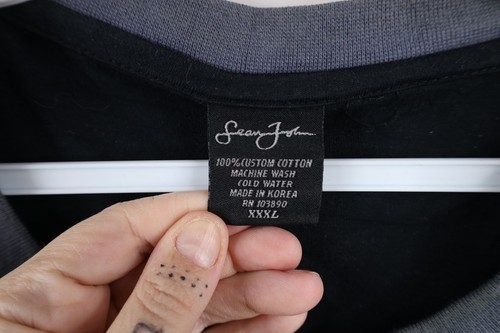 Sean John
100% CUSTOM COTTON
MACHINE WASH
COLD WATER
MADE IN KOREA
RN 103890
XXXL